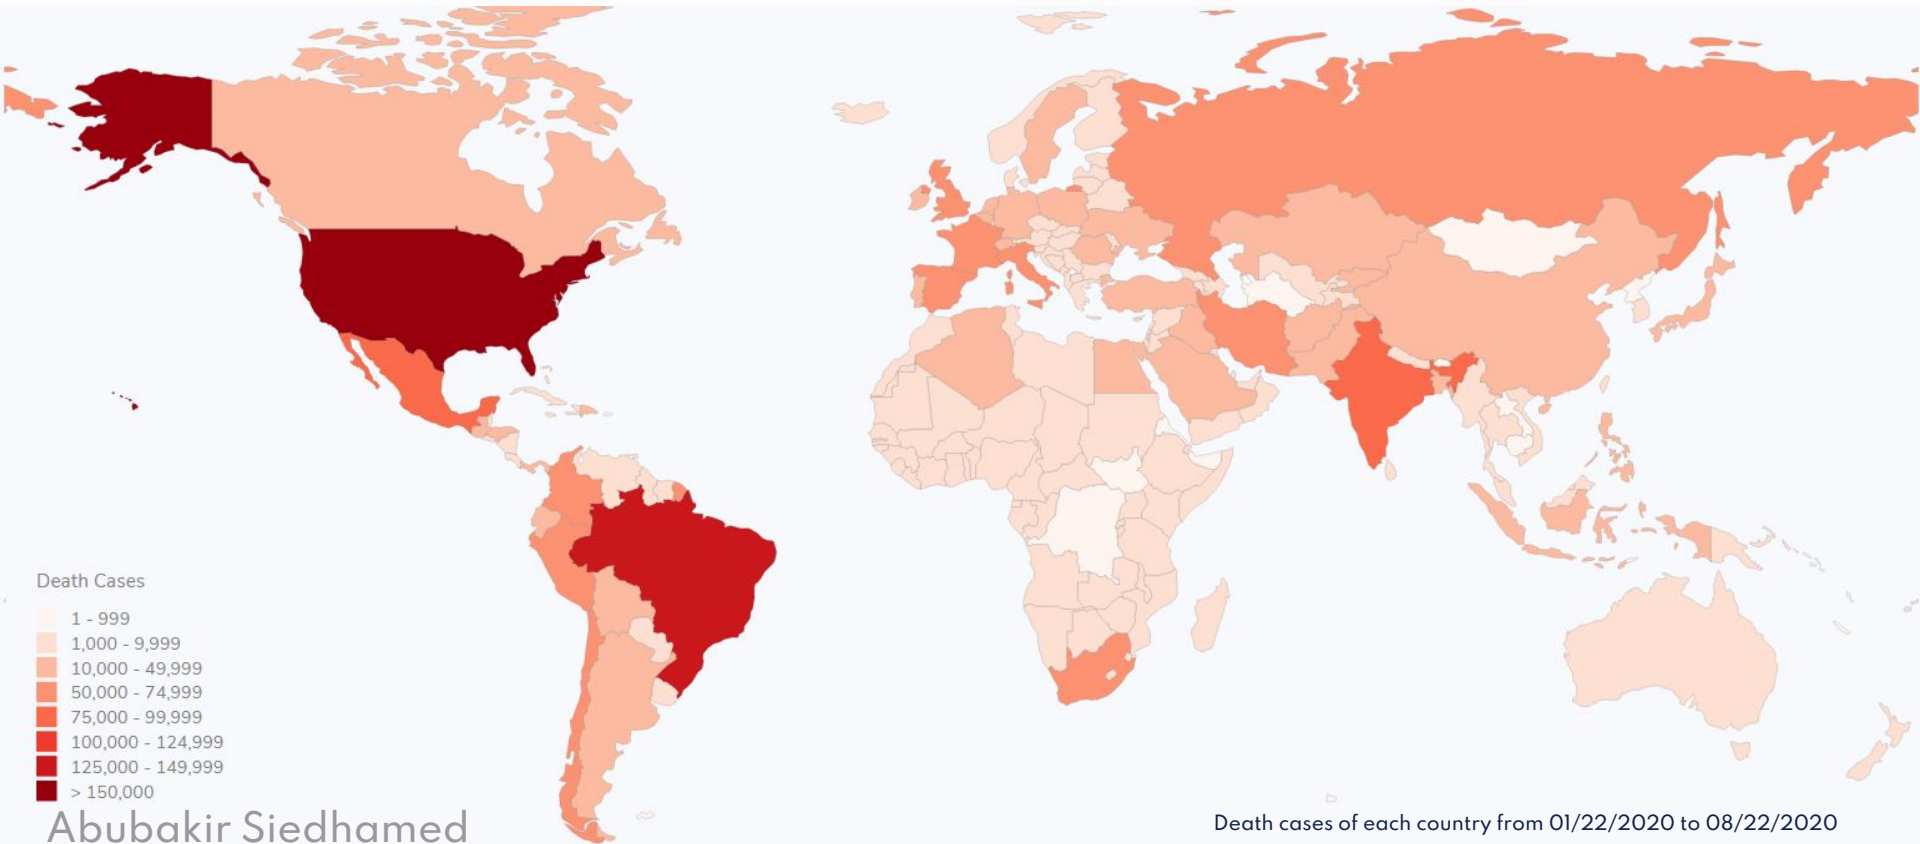 Death Cases
1 - 999
1,000 - 9,999
10,000 - 49,999
50,000 - 74,999
75,000 - 99,999
100,000 - 124,999
125,000 - 149,999
> 150,000
Abubakir Siedhamed
Death cases of each country from 01/22/2020 to 08/22/2020